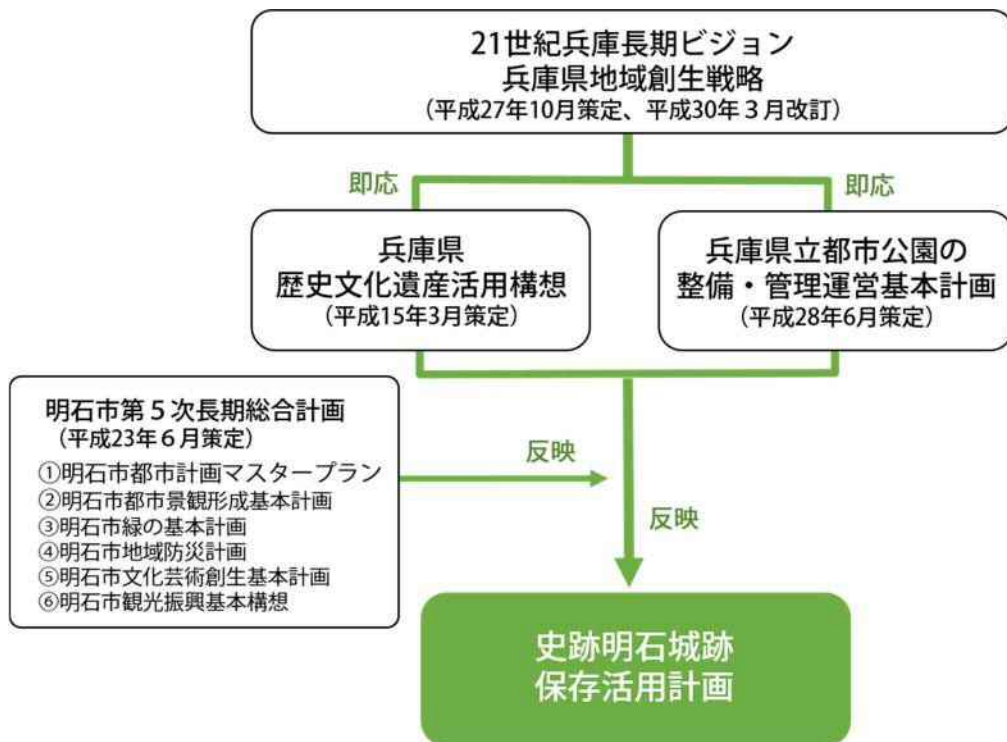 21世紀兵庫長期ビジョン
兵庫県地域創生戦略
(平成27年10月策定、平成30年3月改訂)
即応
即応
兵庫県
歴史文化遺産活用構想
(平成15年3月策定)
兵庫県立都市公園の
整備・管理運営基本計画
(平成28年6月策定)
明石市第5次長期総合計画
(平成23年6月策定)
①明石市都市計画マスタープラン
②明石市都市景観形成基本計画
③明石市緑の基本計画
④明石市地域防災計画
⑤明石市文化芸術創生基本計画
⑥明石市観光振興基本構想
反映
反映
史跡明石城跡
保存活用計画